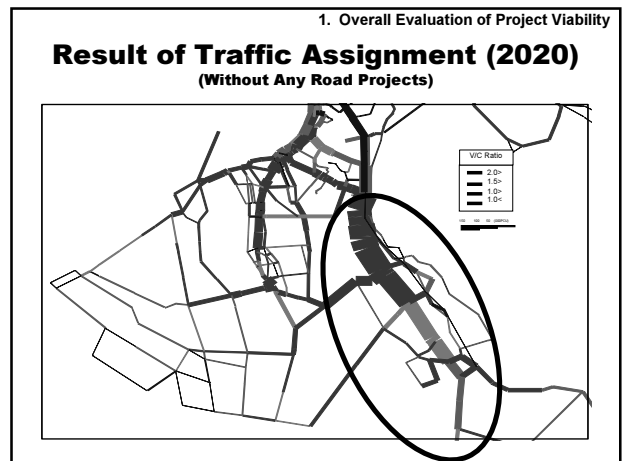 1. Overall Evaluation of Project Viability
Result of Traffic Assignment (2020)
(Without Any Road Projects)
V/C Ratio
2.0>
1.5>
1.0>
1.0<